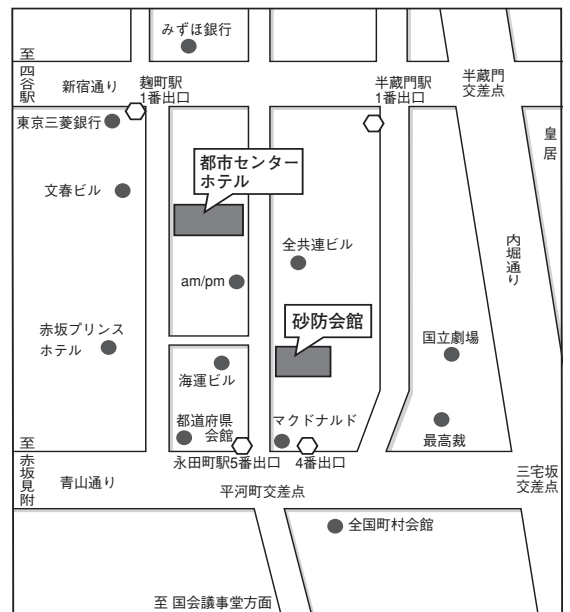 みずほ銀行
至
四谷駅
新宿通り
麹町駅
1番出口
半蔵門駅
1番出口
半蔵門
交差点
東京三菱銀行
皇居
都市センター
ホテル
文春ビル
全共連ビル
内堀通り
am/pm
砂防会館
赤坂プリンス
ホテル
国立劇場
海運ビル
都道府県
会館
マクドナルド
最高裁
至
赤坂見附
青山通り
永田町駅5番出口
4番出口
平河町交差点
三宅坂
交差点
全国町村会館
至 国会議事堂方面